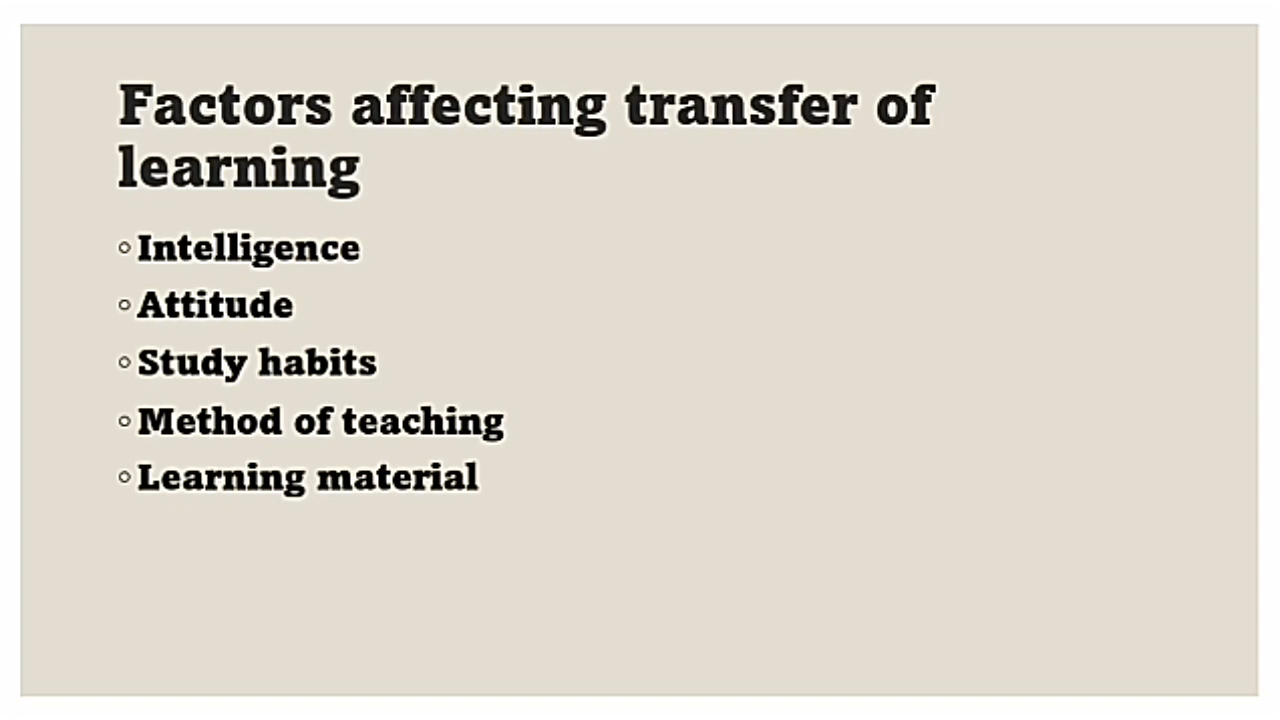 Factors affecting transfer of
learning
◦ Intelligence
◦ Attitude
◦ Study habits
◦ Method of teaching
◦ Learning material